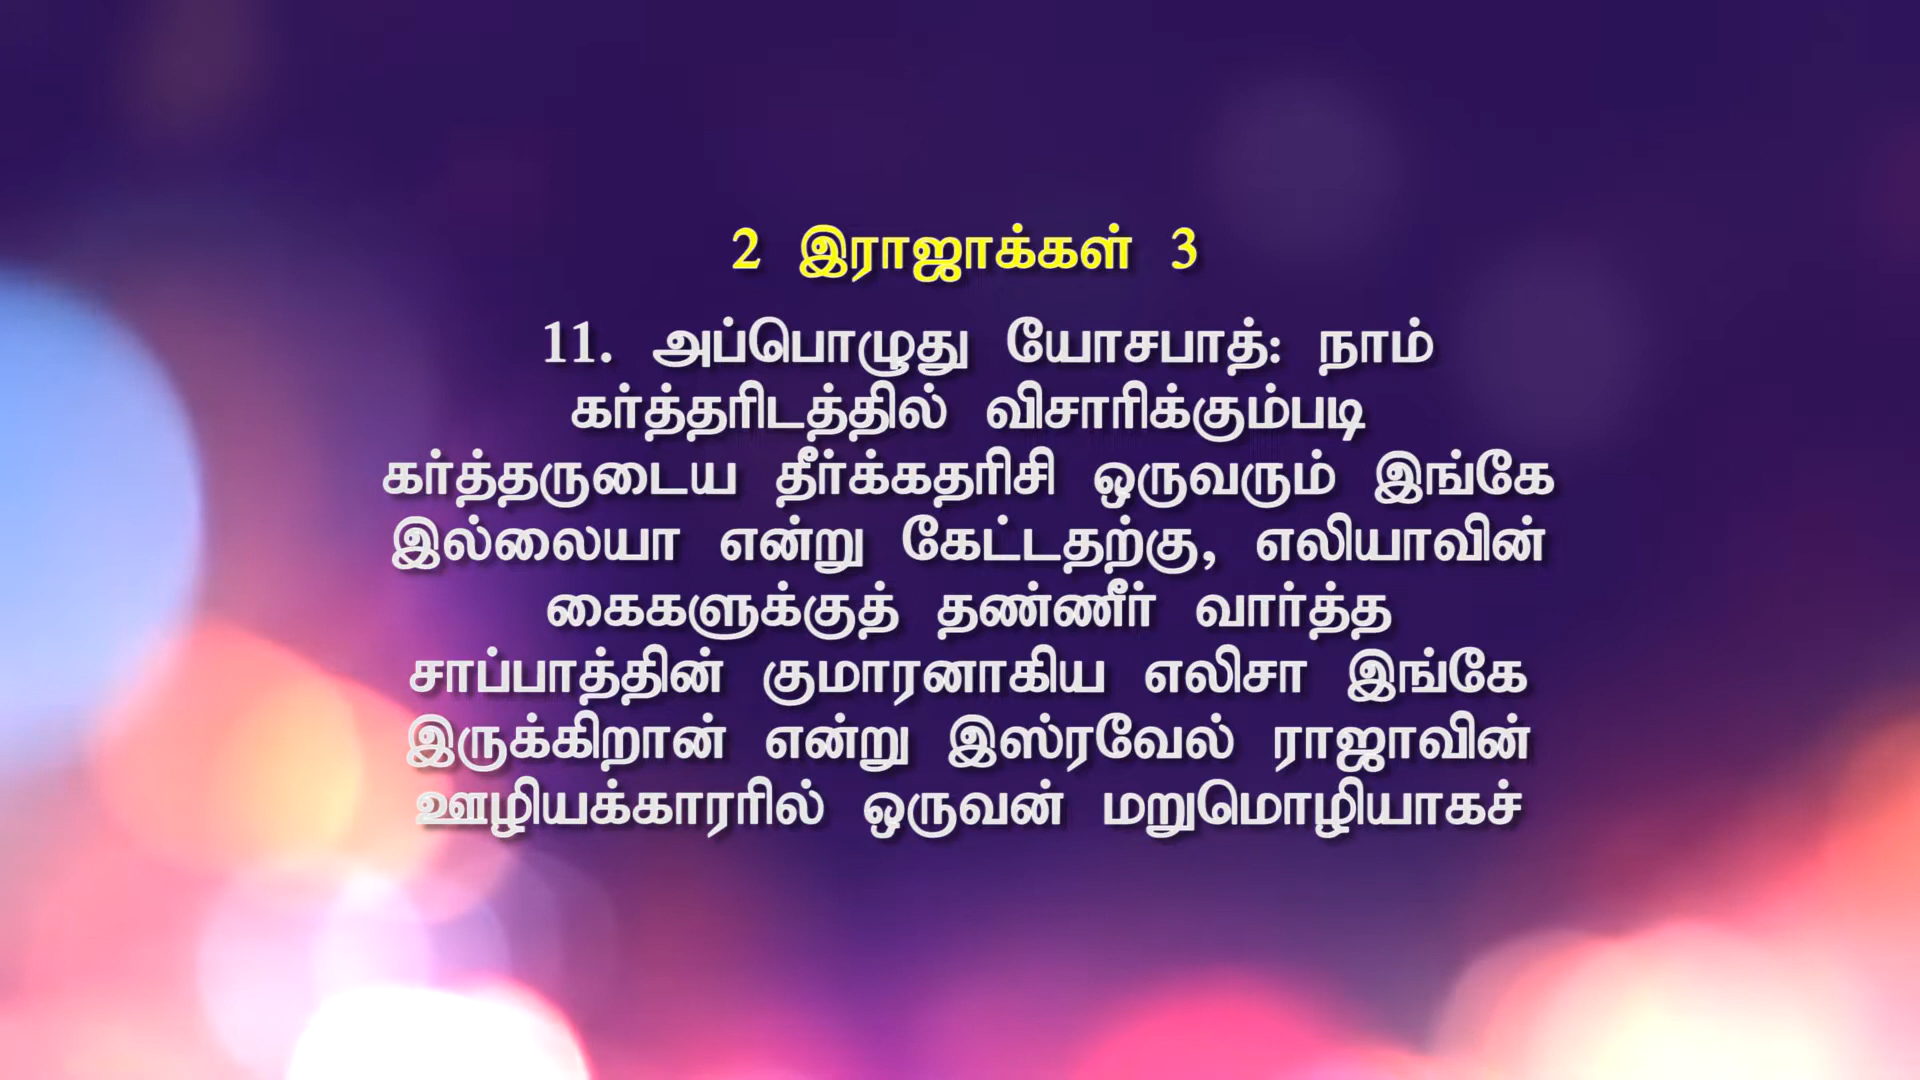 2 இராஜாக்கள் 3
11. அப்பொழுது யோசபாத்: நாம்
கர்த்தரிடத்தில் விசாரிக்கும்படி
கர்த்தருடைய தீர்க்கதரிசி ஒருவரும் இங்கே
இல்லையா என்று கேட்டதற்கு, எலியாவின்
கைகளுக்குத் தண்ணீர் வார்த்த
சாப்பாத்தின் குமாரனாகிய எலிசா இங்கே
இருக்கிறான் என்று இஸ்ரவேல் ராஜாவின்
ஊழியக்காரரில் ஒருவன் மறுமொழியாகச்